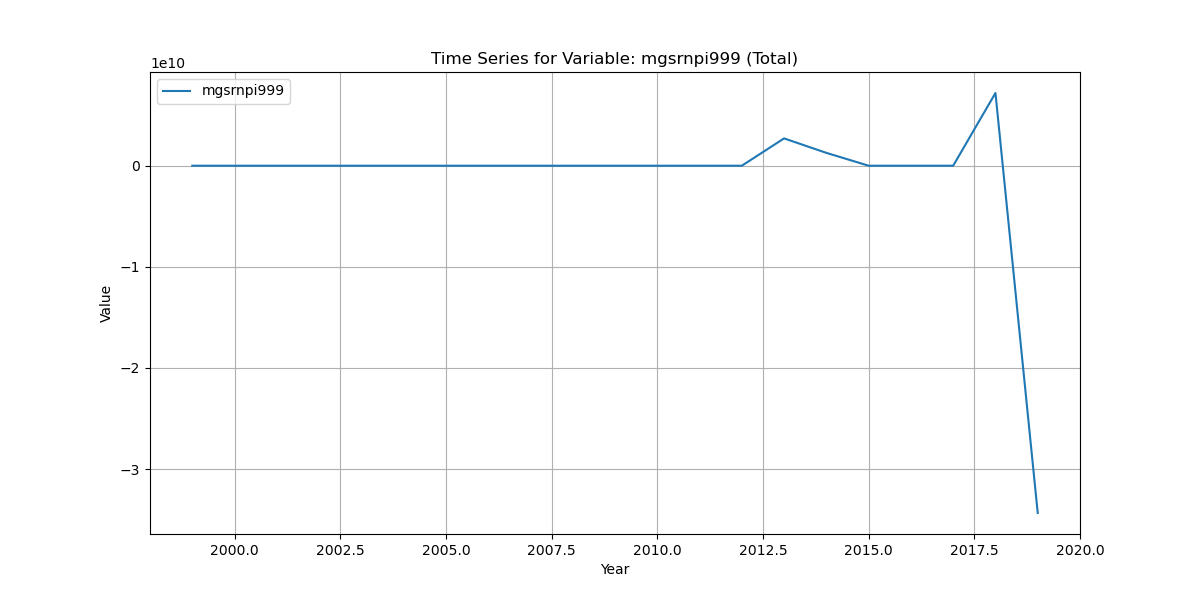 Time Series for Variable: mgsrnpi999 (Total)
1e10
mgsrnpi999
0
−1
−2
−3
Value
2000.0 2002.5 2005.0 2007.5 2010.0 2012.5 2015.0 2017.5 2020.0
Year